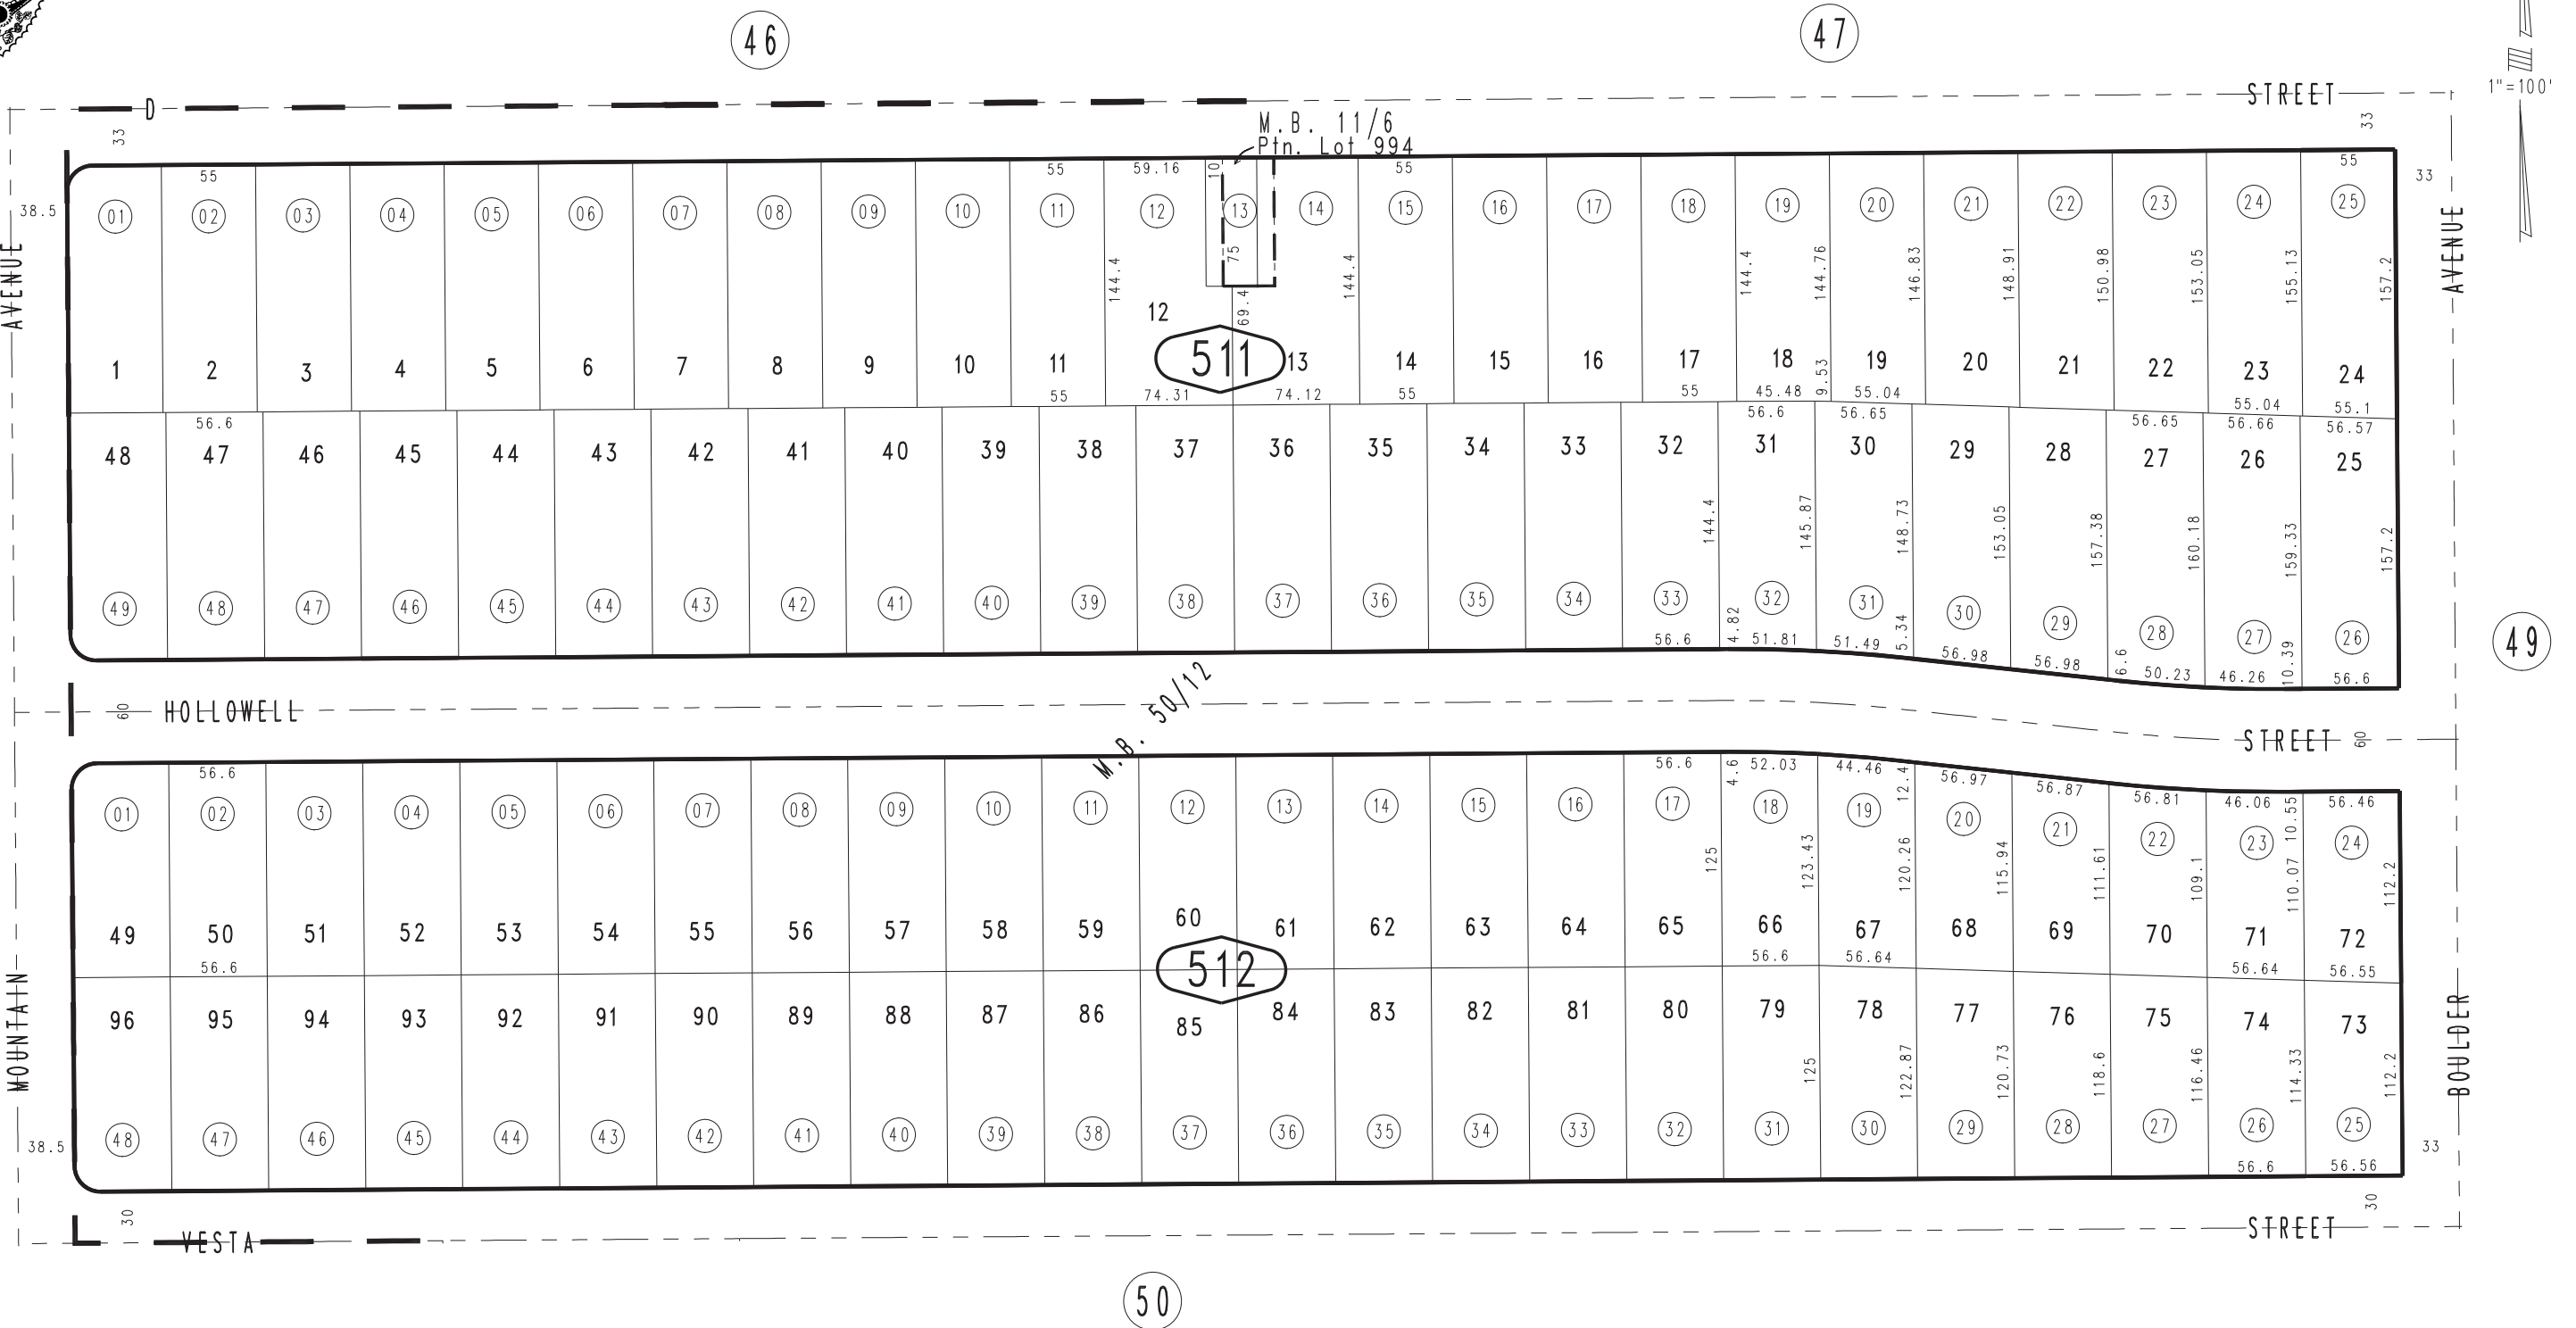 46 47
1"=100'
D STREET
33 33
M.B. 11/6
Ptn. Lot 994
55 55 59.16 10 55 55
38.5 33
01 02 03 04 05 06 07 08 09 10 11 12 13 14 15 16 17 18 19 20 21 22 23 24 25
AVENUE AVENUE
144.4 75 69.4 144.4 144.4 144.76 146.83 148.91 150.98 153.05 155.13 157.2
1 2 3 4 5 6 7 8 9 10 11 12 13 14 15 16 17 18 19 20 21 22 23 24
511
55 74.31 74.12 55 55 45.48 9.53 55.04 55.04 55.1
56.6 56.6 56.65 56.65 56.66 56.57
48 47 46 45 44 43 42 41 40 39 38 37 36 35 34 33 32 31 30 29 28 27 26 25
144.4 145.87 148.73 153.05 157.38 160.18 159.33 157.2
49 48 47 46 45 44 43 42 41 40 39 38 37 36 35 34 33 32 31 30 29 28 27 26
49
56.6 4.82 51.81 51.49 5.34 56.98 56.98 6.6 50.23 46.26 10.39 56.6
60 HOLLOWELL STREET 60
M.B. 50/12
56.6 56.6 4.6 52.03 44.46 12.4 56.97 56.87 56.81 46.06 10.55 56.46
01 02 03 04 05 06 07 08 09 10 11 12 13 14 15 16 17 18 19 20 21 22 23 24
125 123.43 120.26 115.94 111.61 109.1 110.07 112.2
49 50 51 52 53 54 55 56 57 58 59 60 61 62 63 64 65 66 67 68 69 70 71 72
56.6 56.6 56.64 56.64 56.55
512
96 95 94 93 92 91 90 89 88 87 86 85 84 83 82 81 80 79 78 77 76 75 74 73
MOUNTAIN BOULDER
125 122.87 120.73 118.6 116.46 114.33 112.2
48 47 46 45 44 43 42 41 40 39 38 37 36 35 34 33 32 31 30 29 28 27 26 25
38.5 33
56.6 56.56
30 30
VESTA STREET
50